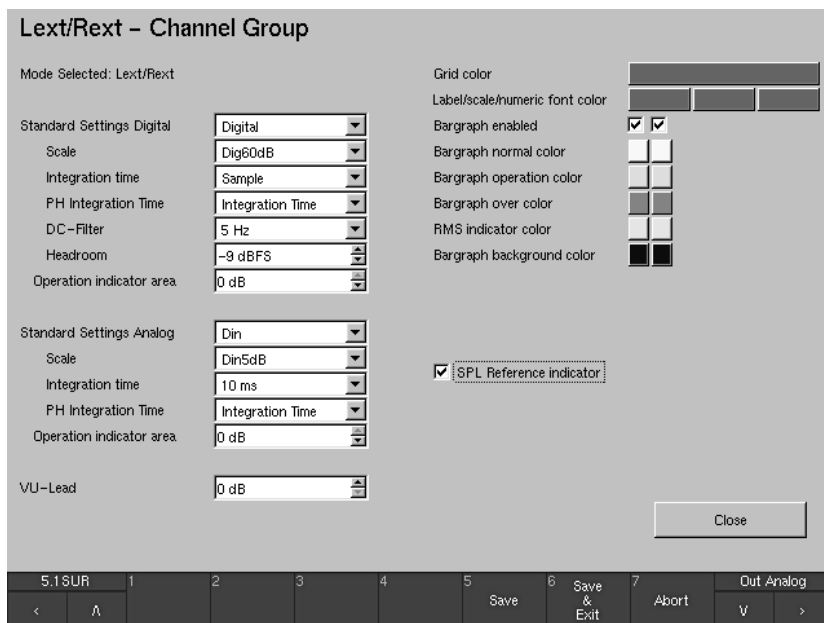 Lext/Rext - Channel Group
Mode Selected: Lext/Rext
Standard Settings Digital Digital
Scale Dig60dB
Integration time Sample
PH Integration Time Integration Time
DC-Filter 5 Hz
Headroom -9 dBFS
Operation indicator area 0 dB
Standard Settings Analog Din
Scale Din5dB
Integration time 10 ms
PH Integration Time Integration Time
Operation indicator area 0 dB
VU-Lead 0 dB
Grid color
Label/scale/numeric font color
Bargraph enabled
Bargraph normal color
Bargraph operation color
Bargraph over color
RMS indicator color
Bargraph background color
SPL Reference indicator
Close
5.1SUR
< Λ
1
2
3
4
5
Save
6
Save
&
Exit
7
Abort
Out Analog
V >